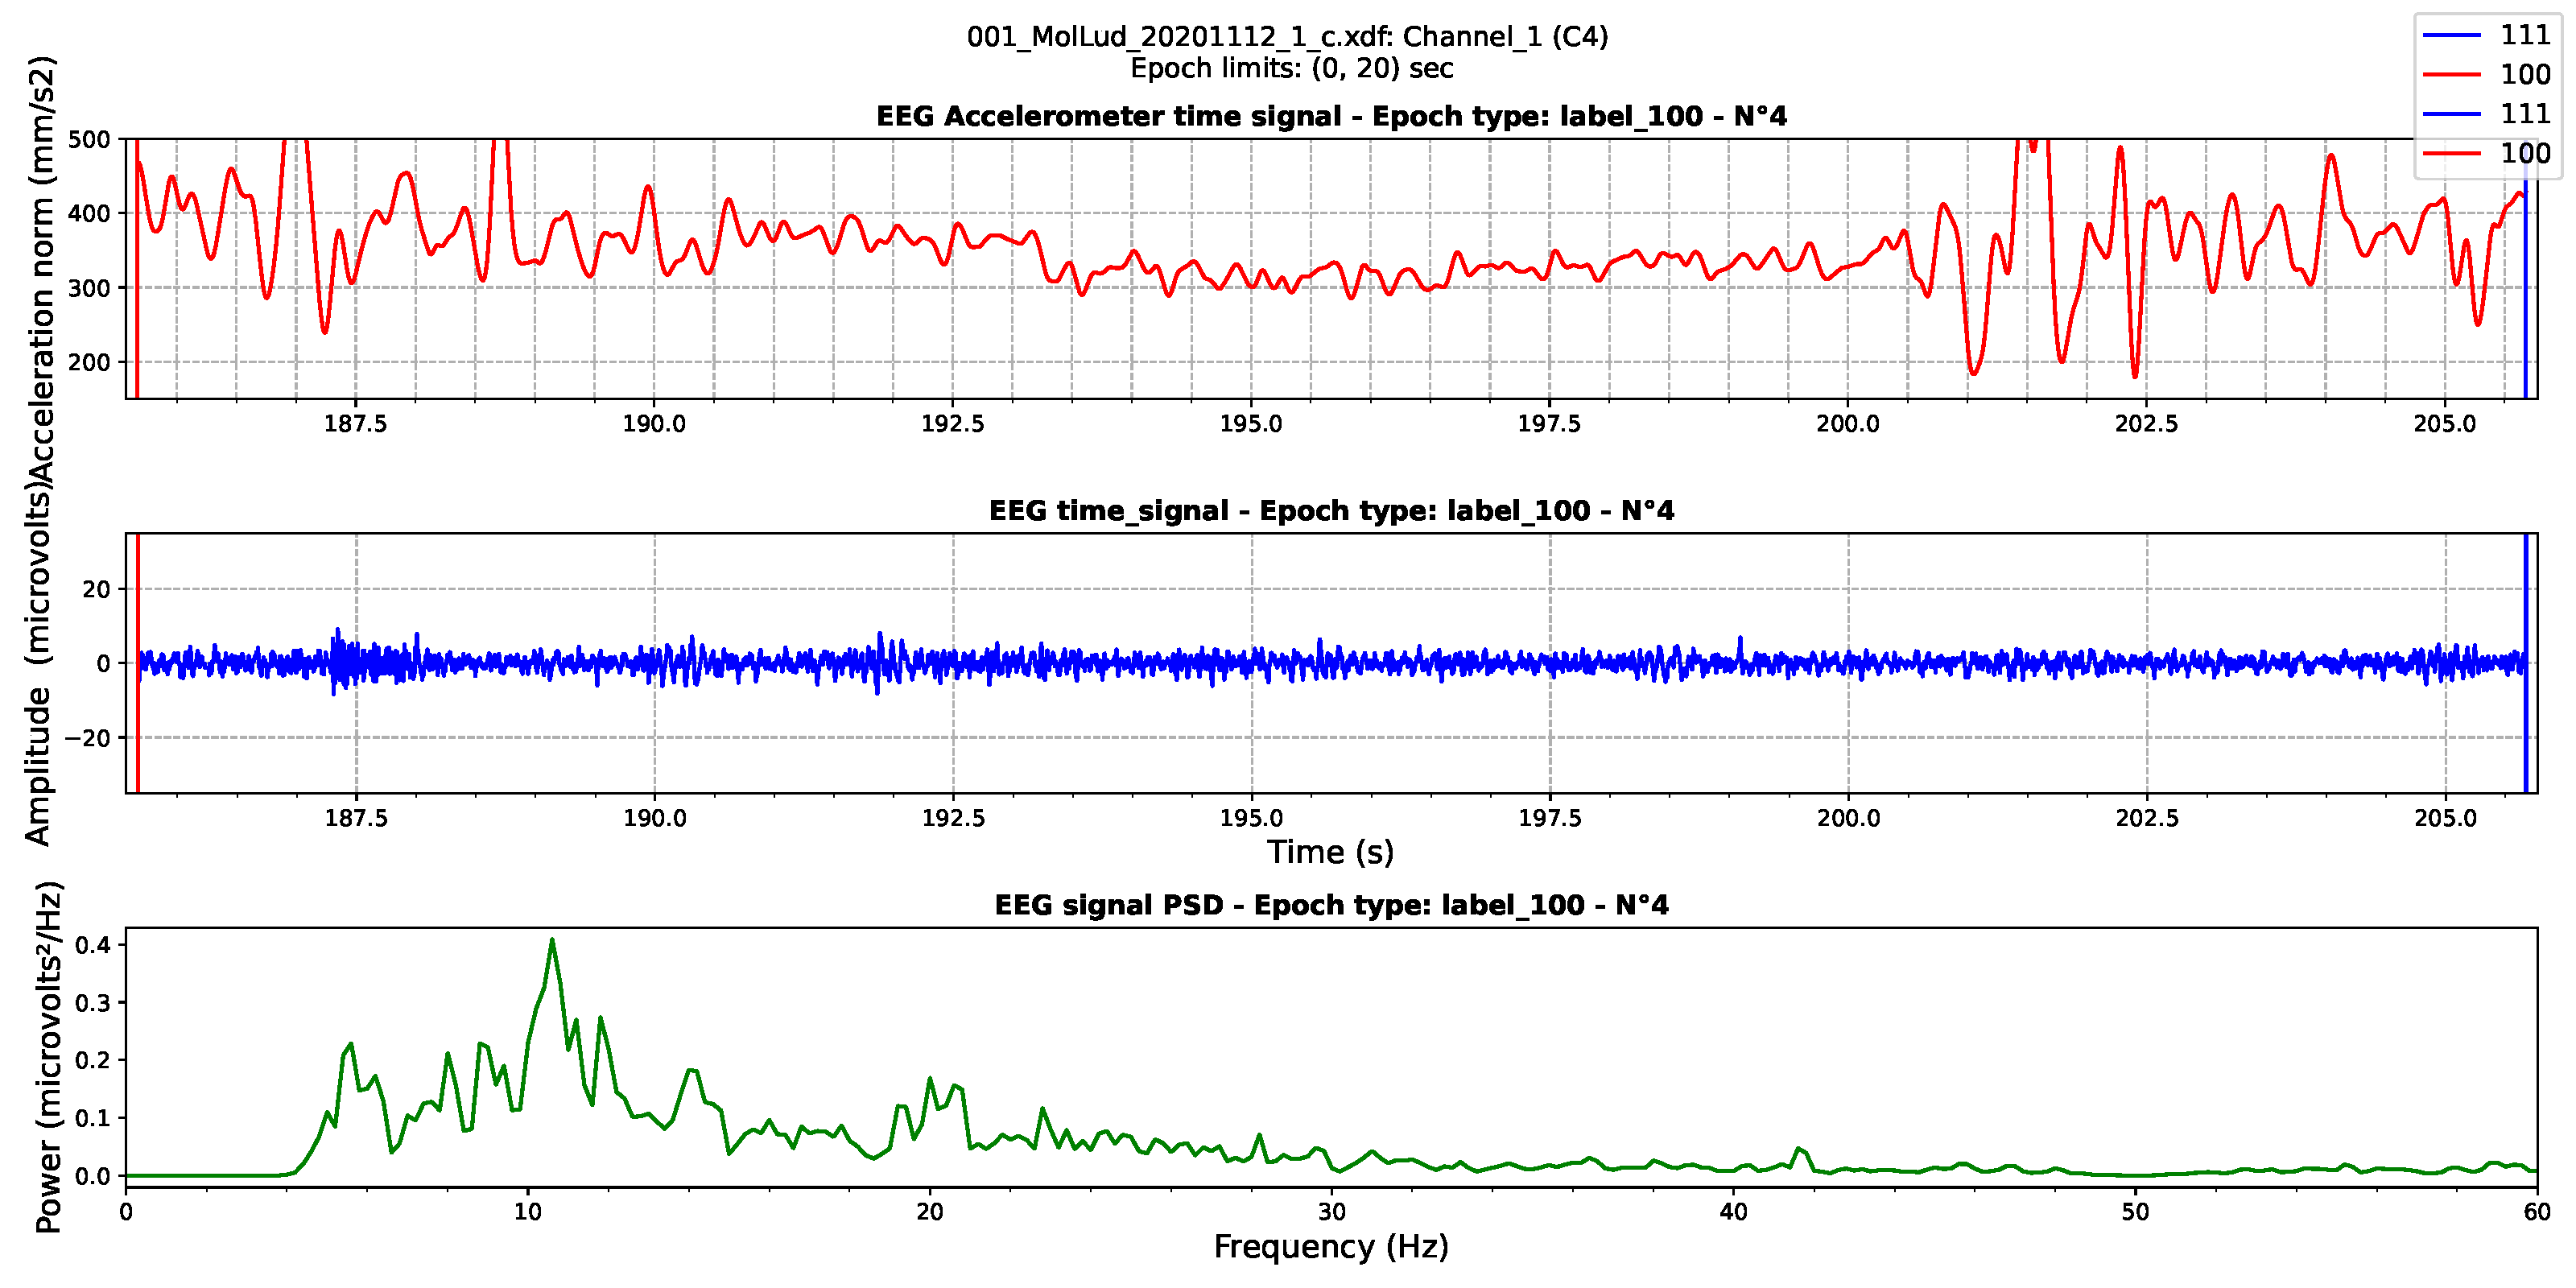 001_MolLud_20201112_1_c.xdf: Channel_1 (C4)
Epoch limits: (0, 20) sec
111
100
111
100
EEG Accelerometer time signal - Epoch type: label_100 - N°4
Acceleration norm (mm/s2)
500
400
300
200
187.5 190.0 192.5 195.0 197.5 200.0 202.5 205.0
EEG time_signal - Epoch type: label_100 - N°4
Amplitude (microvolts)
20
0
−20
187.5 190.0 192.5 195.0 197.5 200.0 202.5 205.0
Time (s)
EEG signal PSD - Epoch type: label_100 - N°4
Power (microvolts²/Hz)
0.4
0.3
0.2
0.1
0.0
0 10 20 30 40 50 60
Frequency (Hz)